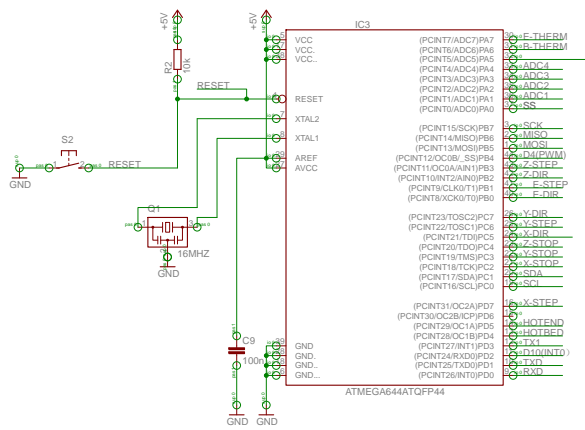 +5V
+5V
IC3
R2
10k
RESET
S2
1
2
RESET
GND
Q1
1
3
16MHZ
GND
C9
100n
GND
GND
VCC
VCC.
VCC..
RESET
XTAL2
XTAL1
AREF
AVCC
GND
GND.
GND..
GND...
7
8
(PCINT7/ADC7)PA7 E-THERM
(PCINT6/ADC6)PA6 B-THERM
(PCINT5/ADC5)PA5
(PCINT4/ADC4)PA4 ADC4
(PCINT3/ADC3)PA3 ADC3
(PCINT2/ADC2)PA2 ADC2
(PCINT1/ADC1)PA1 ADC1
(PCINT0/ADC0)PA0 SS
(PCINT15/SCK)PB7 SCK
(PCINT14/MISO)PB6 MISO
(PCINT13/MOSI)PB5 MOSI
(PCINT12/OC0B/_SS)PB4 D4(PWM)
(PCINT11/OC0A/AIN1)PB3 Z-STEP
(PCINT10/INT2/AIN0)PB2 Z-DIR
(PCINT9/CLK0/T1)PB1 E-STEP
(PCINT8/XCK0/T0)PB0 E-DIR
(PCINT23/TOSC2)PC7 Y-DIR
(PCINT22/TOSC1)PC6 Y-STEP
(PCINT21/TDI)PC5 X-DIR
(PCINT20/TDO)PC4 Z-STOP
(PCINT19/TMS)PC3 Y-STOP
(PCINT18/TCK)PC2 X-STOP
(PCINT17/SDA)PC1 SDA
(PCINT16/SCL)PC0 SCL
(PCINT31/OC2A)PD7 X-STEP
(PCINT30/OC2B/ICP)PD6
(PCINT29/OC1A)PD5 HOTEND
(PCINT28/OC1B)PD4 HOTBED
(PCINT27/INT1)PD3 TX1
(PCINT24/RXD0)PD2 D10(INT0)
(PCINT25/TXD0)PD1 TXD
(PCINT26/INT0)PD0 RXD
ATMEGA644ATQFP44